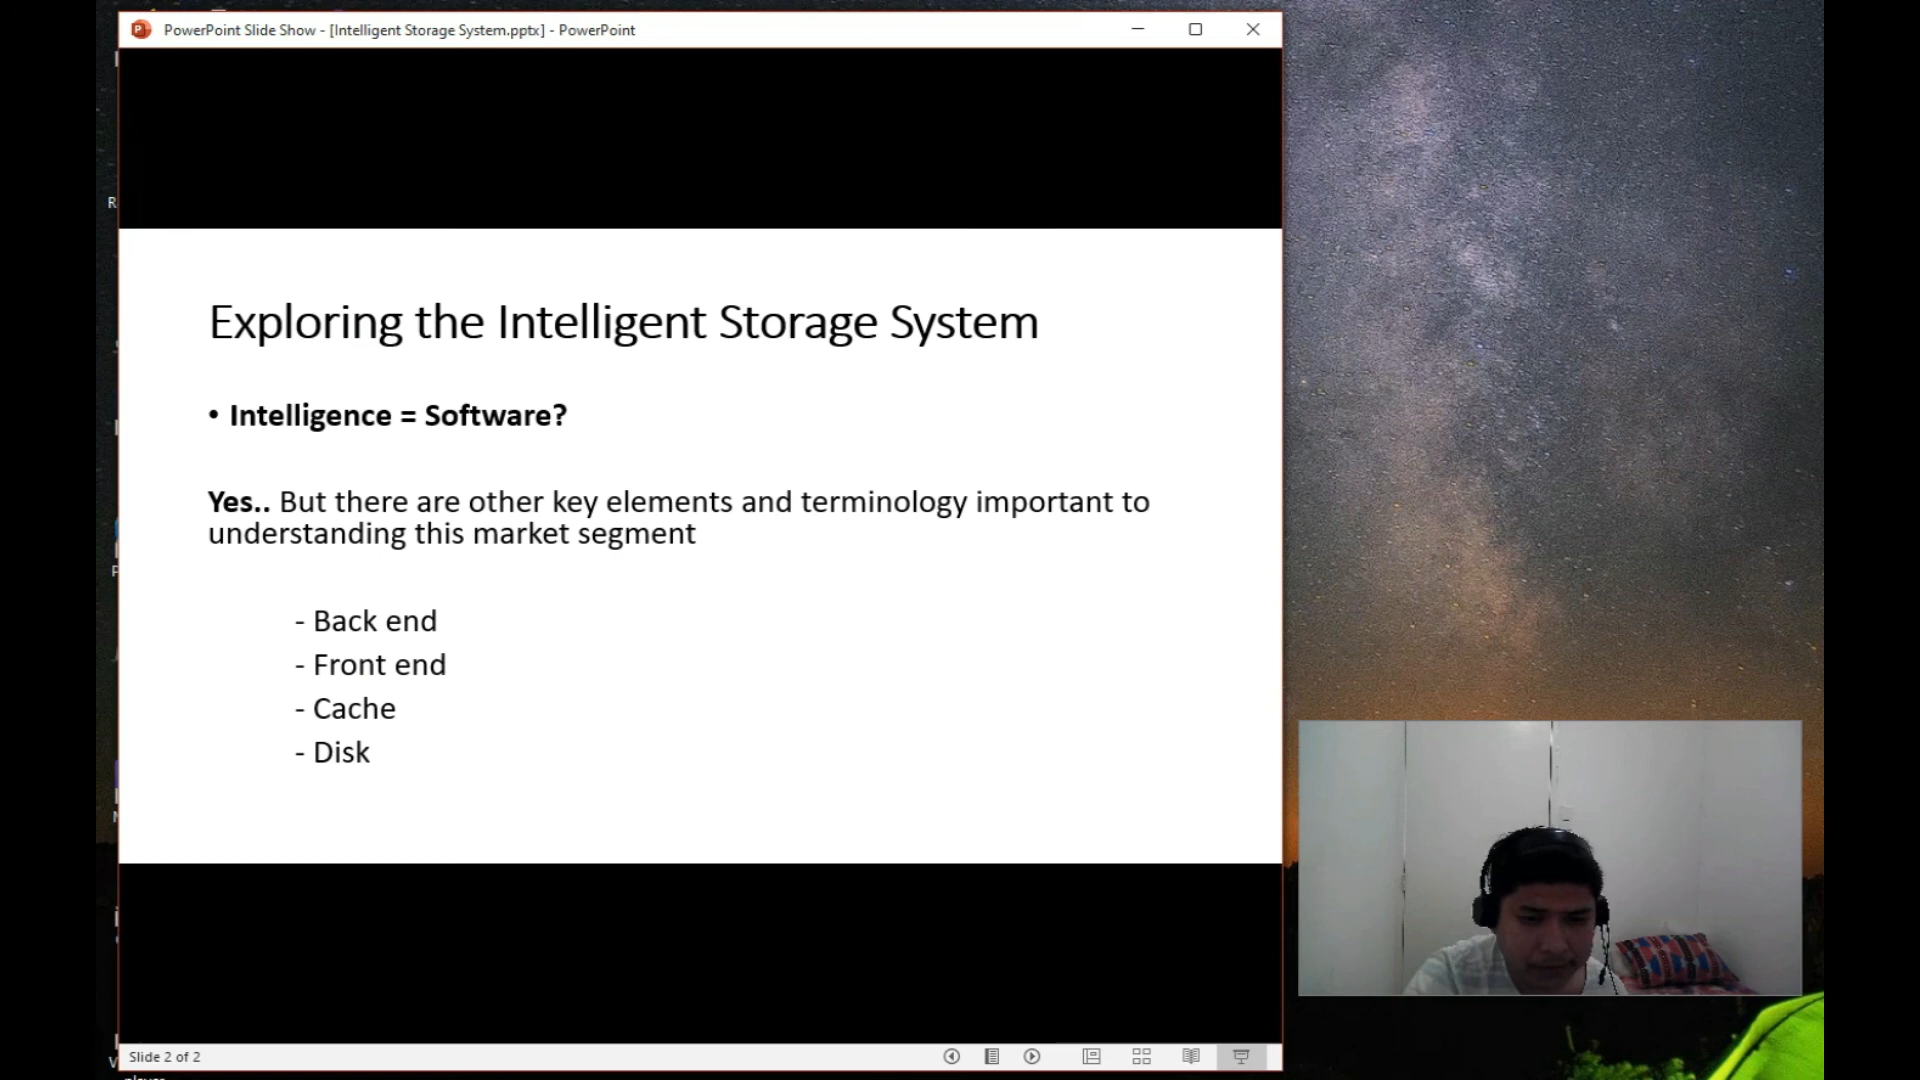 PowerPoint Slide Show - [Intelligent Storage System.pptx] - PowerPoint
Exploring the Intelligent Storage System
• Intelligence = Software?
Yes.. But there are other key elements and terminology important to
understanding this market segment
- Back end
- Front end
- Cache
- Disk
Slide 2 of 2